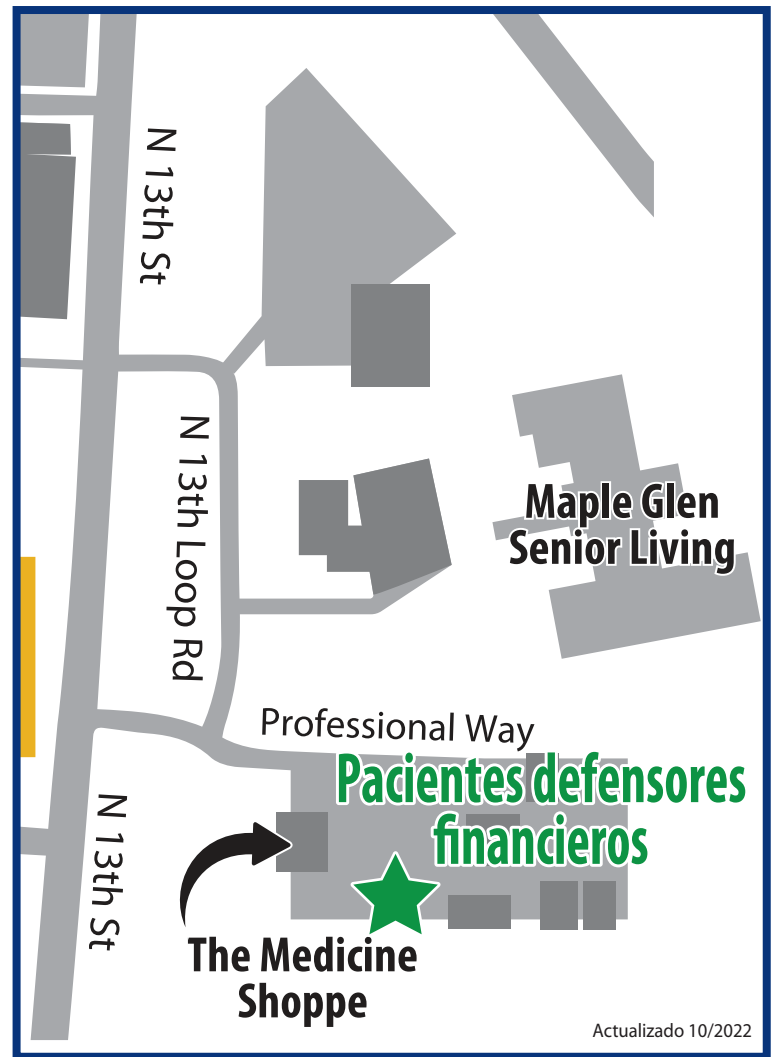 N 13th St
N 13th Loop Rd
Maple Glen
Senior Living
Professional Way
Pacientes defensores
financieros
N 13th St
The Medicine
Shoppe
Actualizado 10/2022